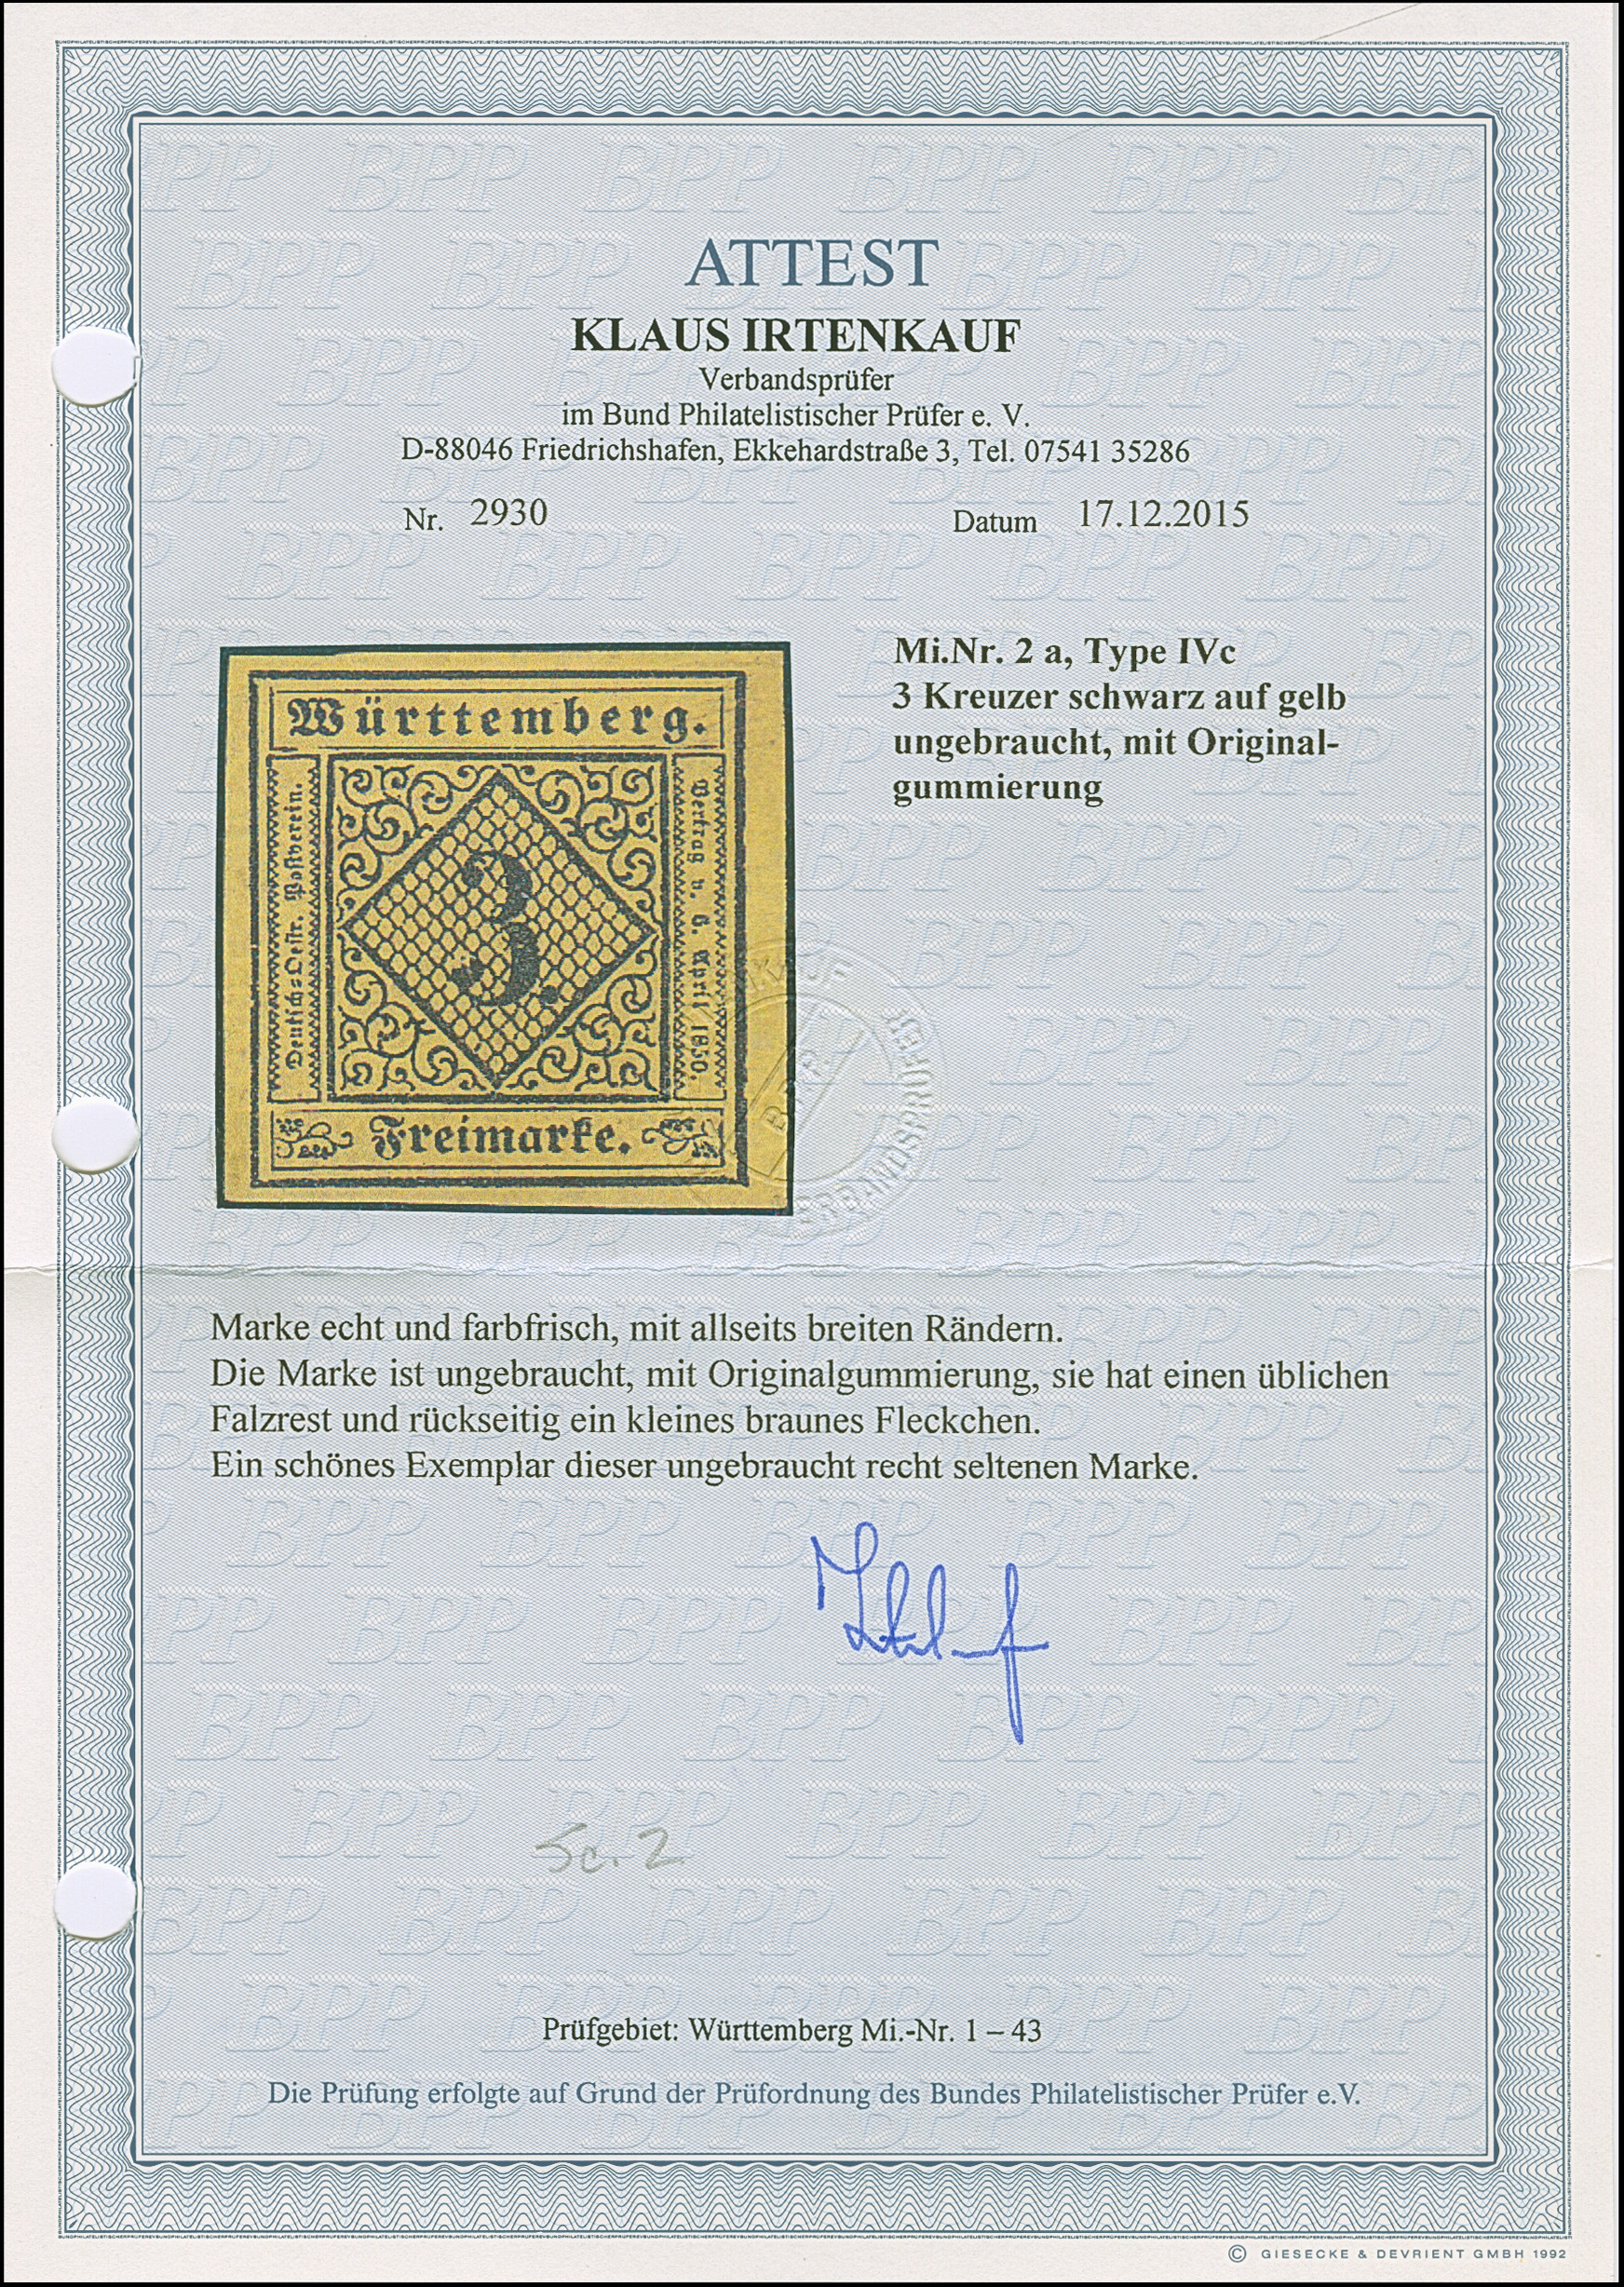 ATTEST
KLAUS IRTENKAUF
Verbandsprüfer
im Bund Philatelistischer Prüfer e. V.
D-88046 Friedrichshafen, Ekkehardstraße 3, Tel. 07541 35286
Nr. 2930 Datum 17.12.2015
Mi.Nr. 2 a, Type IVc
3 Kreuzer schwarz auf gelb
ungebraucht, mit Original-
gummierung
Württemberg.
Deutsch-Oestr. Postverein.
3.
Vertrag v. 6. April 1850.
Freimarke.
Marke echt und farbfrisch, mit allseits breiten Rändern.
Die Marke ist ungebraucht, mit Originalgummierung, sie hat einen üblichen
Falzrest und rückseitig ein kleines braunes Fleckchen.
Ein schönes Exemplar dieser ungebraucht recht seltenen Marke.
Sc. 2
Prüfgebiet: Württemberg Mi.-Nr. 1 – 43
Die Prüfung erfolgte auf Grund der Prüfordnung des Bundes Philatelistischer Prüfer e.V.
© GIESECKE & DEVRIENT GMBH 1992